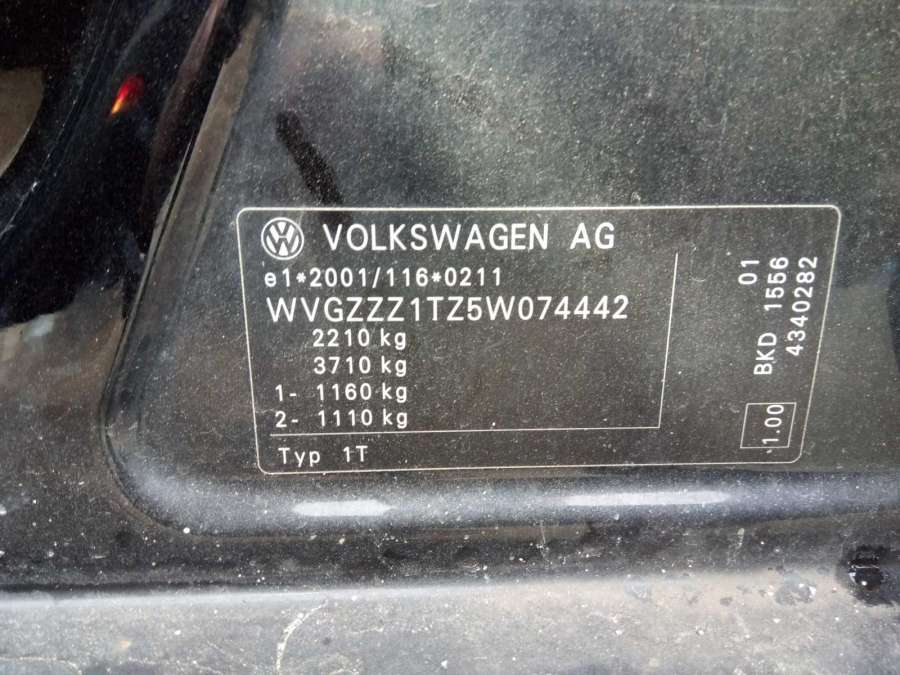 VOLKSWAGEN AG
e1*2001/116*0211
WVGZZZ1TZ5W074442
2210 kg
3710 kg
1- 1160 kg
2- 1110 kg
Typ 1T
01
BKD 1556
4340282
1.00